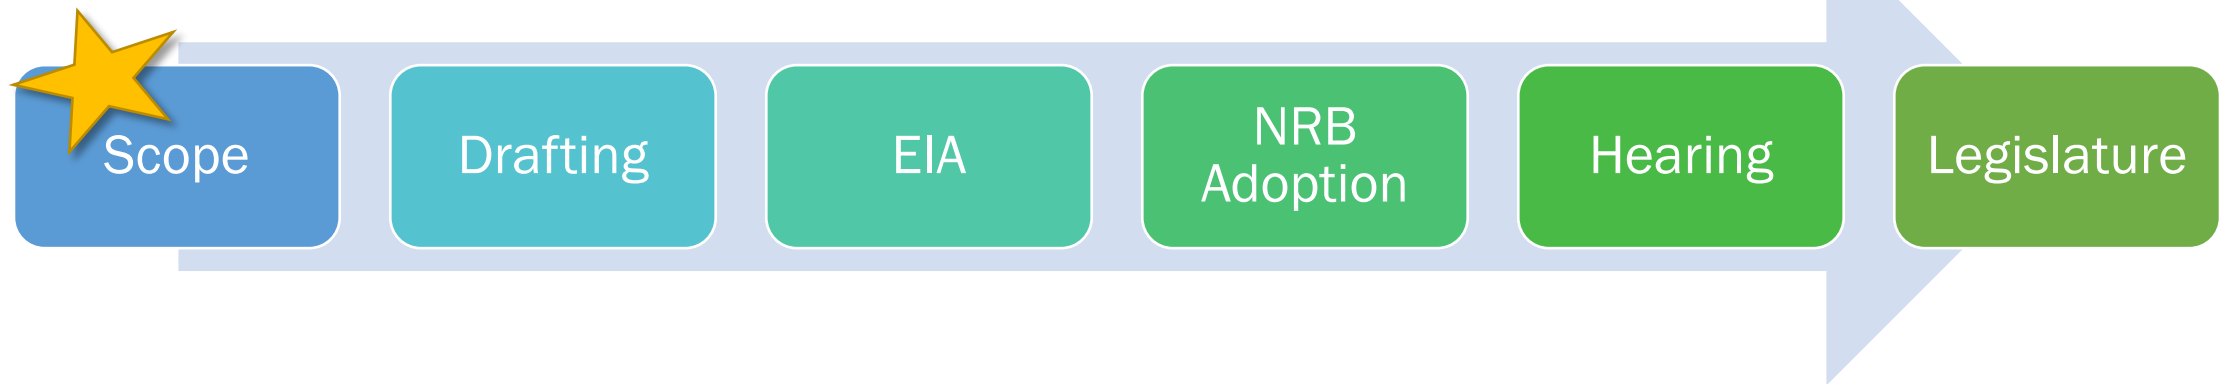 Scope
Drafting
EIA
NRB
Adoption
Hearing
Legislature